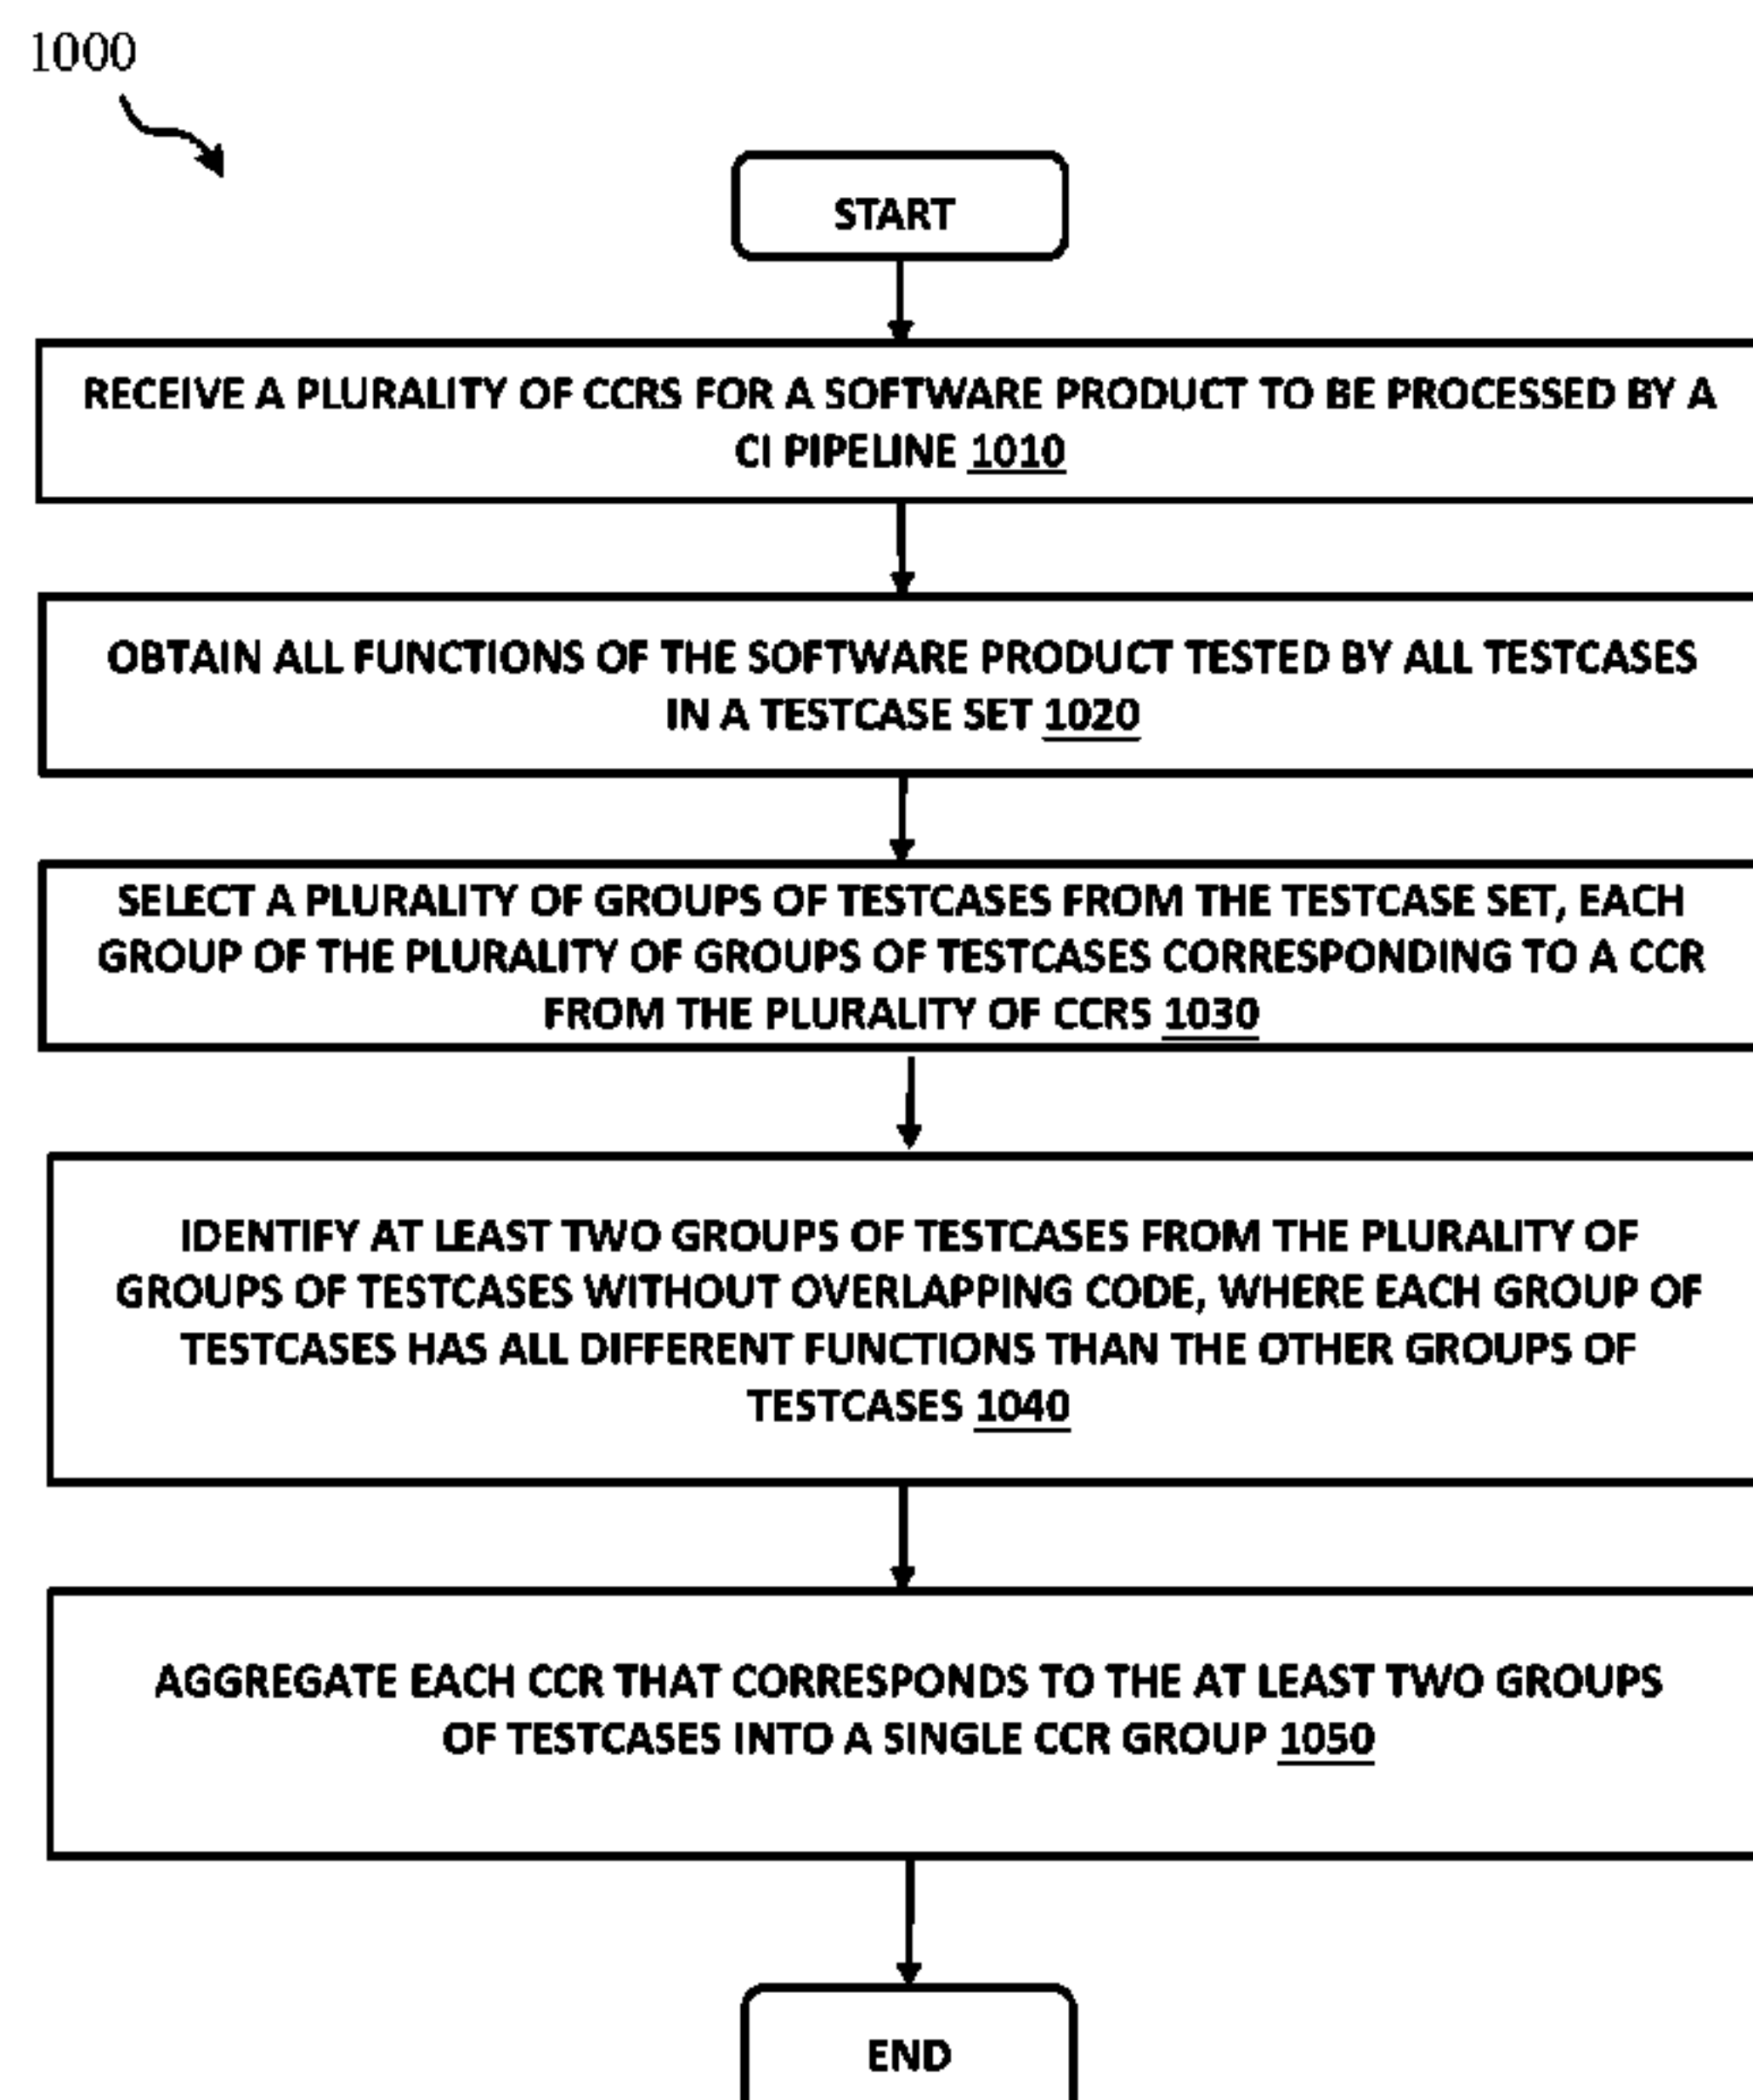 1000
START
RECEIVE A PLURALITY OF CCRS FOR A SOFTWARE PRODUCT TO BE PROCESSED BY A
CI PIPELINE 1010
OBTAIN ALL FUNCTIONS OF THE SOFTWARE PRODUCT TESTED BY ALL TESTCASES
IN A TESTCASE SET 1020
SELECT A PLURALITY OF GROUPS OF TESTCASES FROM THE TESTCASE SET, EACH
GROUP OF THE PLURALITY OF GROUPS OF TESTCASES CORRESPONDING TO A CCR
FROM THE PLURALITY OF CCRS 1030
IDENTIFY AT LEAST TWO GROUPS OF TESTCASES FROM THE PLURALITY OF
GROUPS OF TESTCASES WITHOUT OVERLAPPING CODE, WHERE EACH GROUP OF
TESTCASES HAS ALL DIFFERENT FUNCTIONS THAN THE OTHER GROUPS OF
TESTCASES 1040
AGGREGATE EACH CCR THAT CORRESPONDS TO THE AT LEAST TWO GROUPS
OF TESTCASES INTO A SINGLE CCR GROUP 1050
END